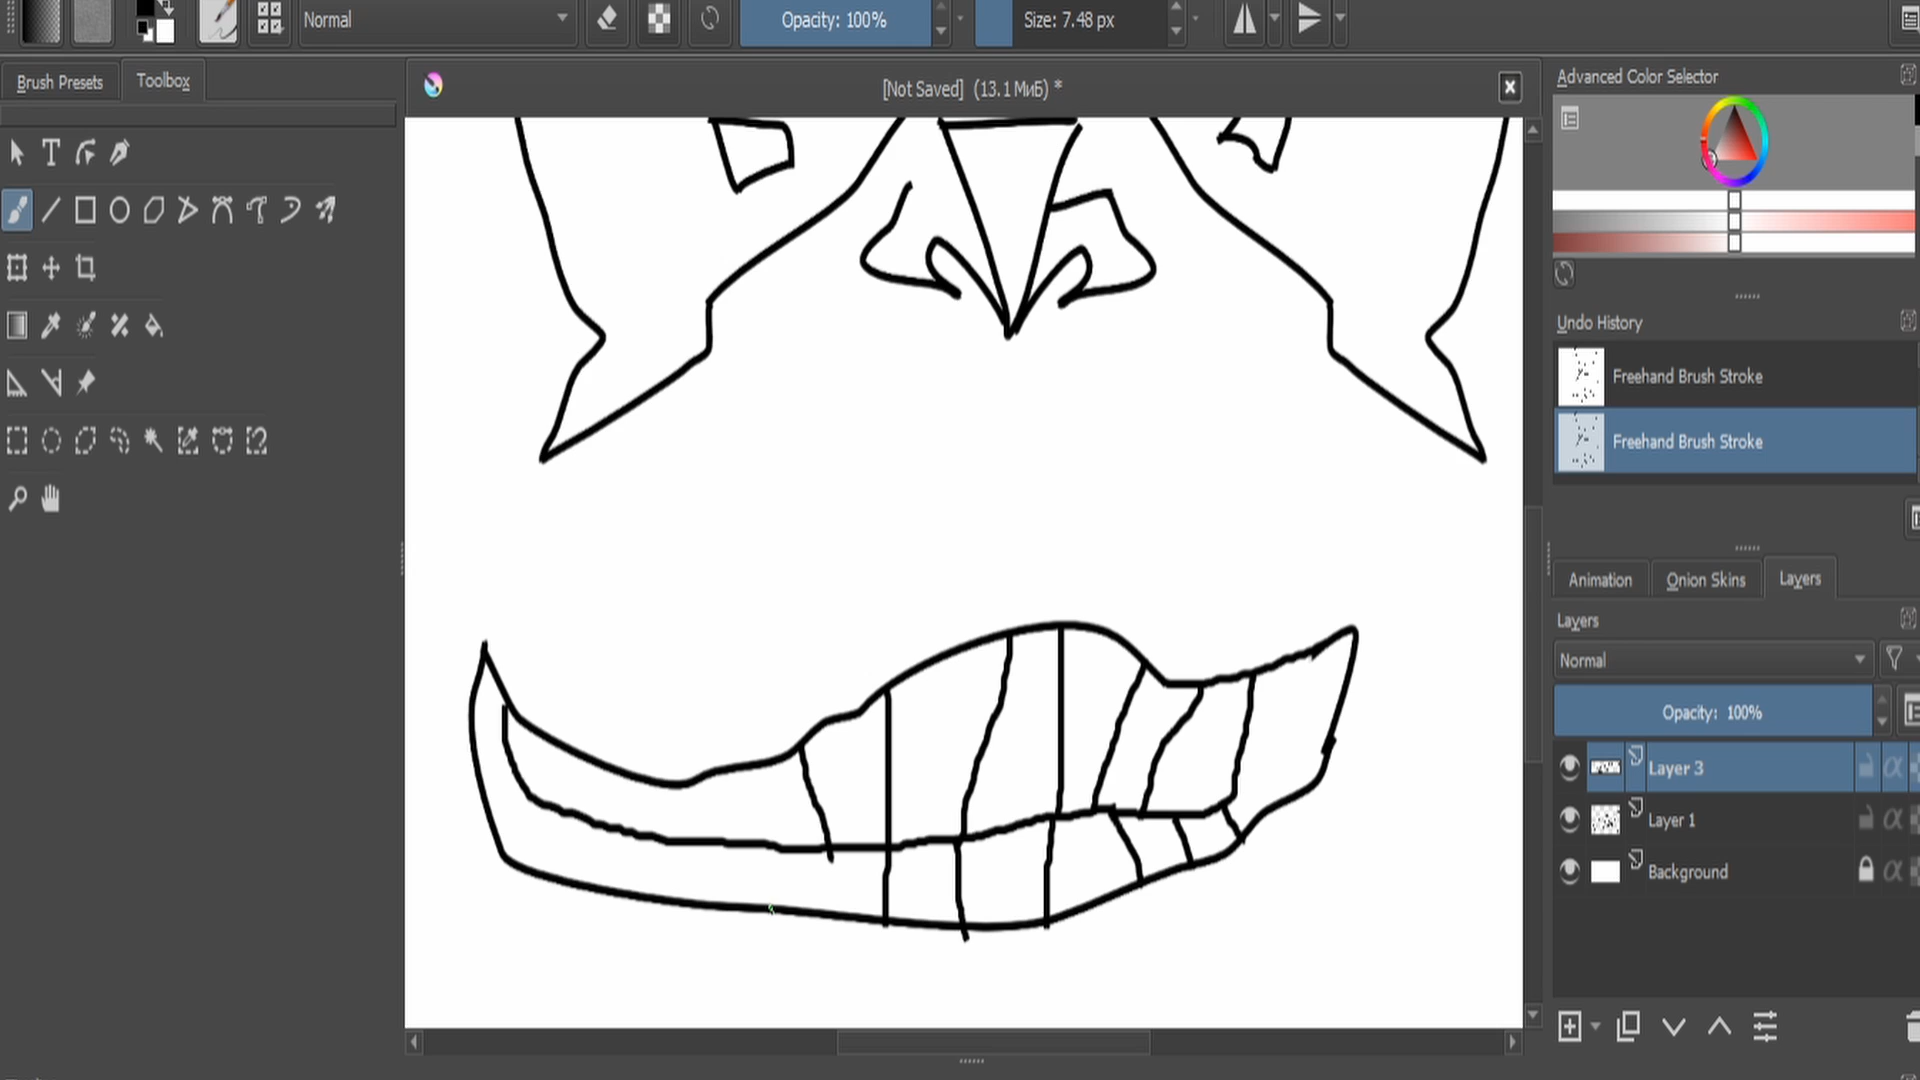 Normal
Opacity: 100%
Size: 7.48 px
Brush Presets
Toolbox
[Not Saved] (13.1 МиБ) *
Advanced Color Selector
Undo History
Freehand Brush Stroke
Freehand Brush Stroke
Animation
Onion Skins
Layers
Layers
Normal
Opacity: 100%
Layer 3
Layer 1
Background